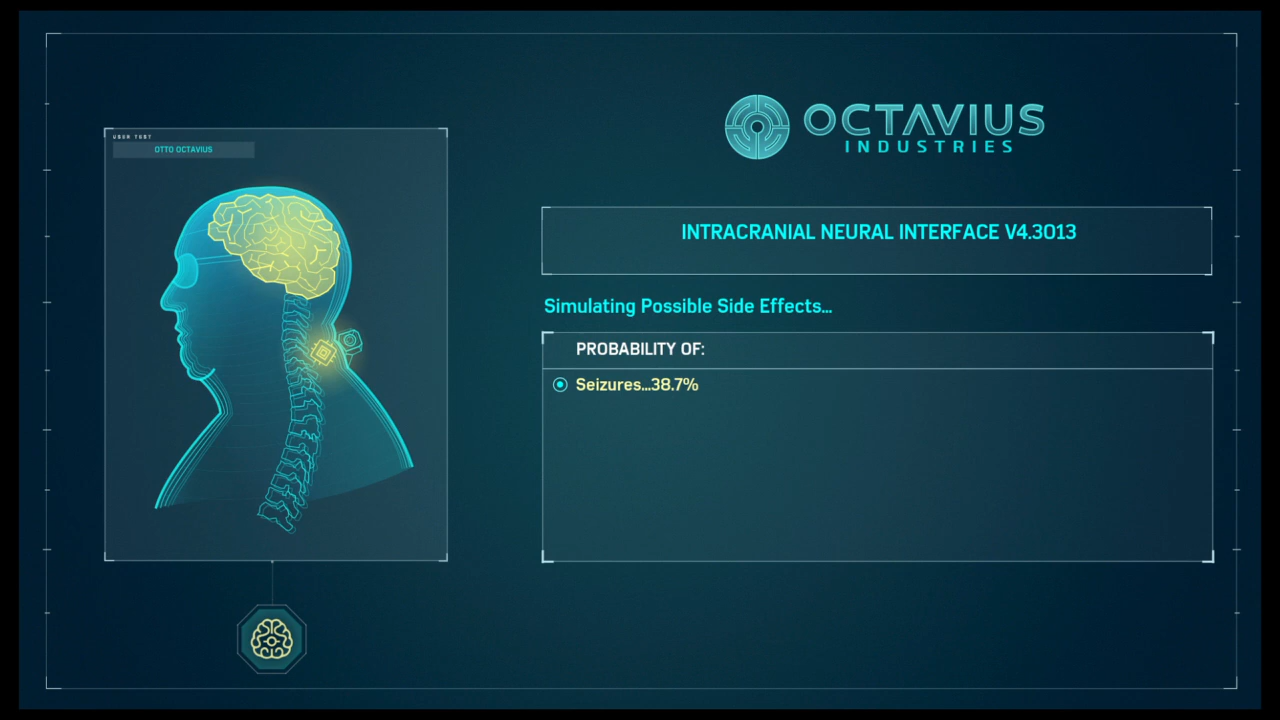 USER TEST
OTTO OCTAVIUS
OCTAVIUS
INDUSTRIES
INTRACRANIAL NEURAL INTERFACE V4.3013
Simulating Possible Side Effects...
PROBABILITY OF:
Seizures...38.7%